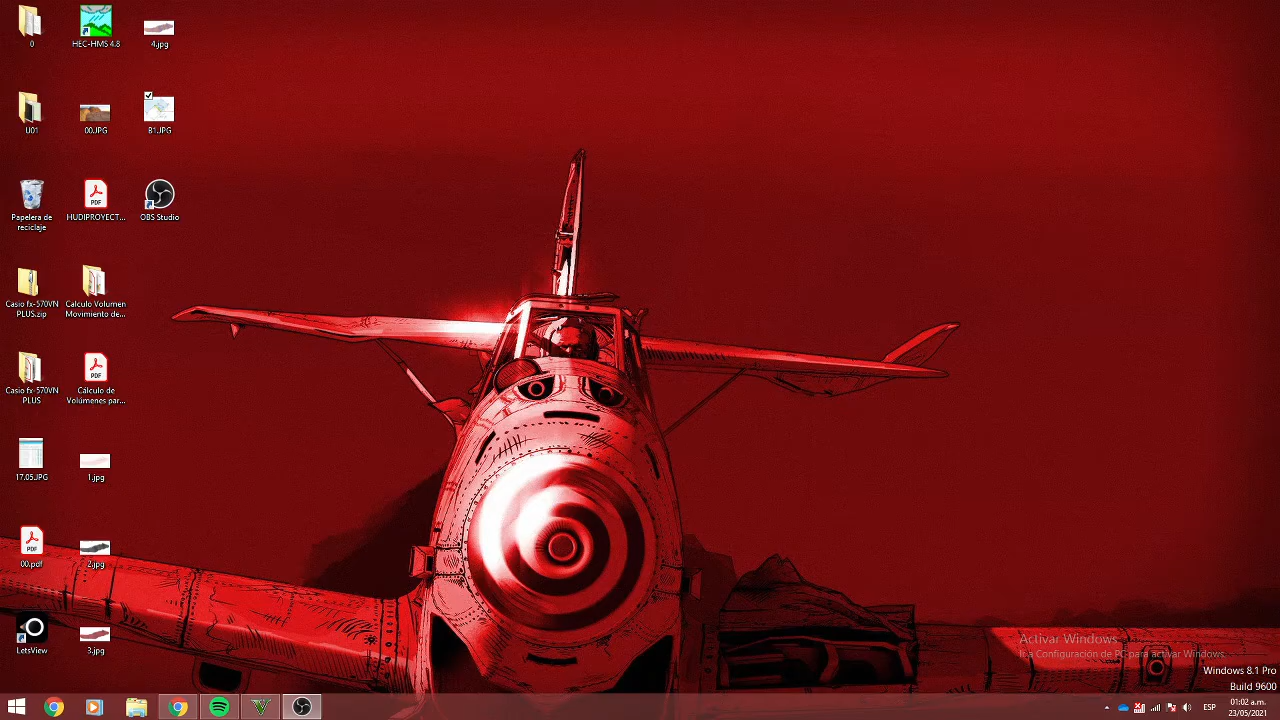 0
HEC-HMS 4.8
4.jpg
U01
00.JPG
B1.JPG
Papelera de
reciclaje
HUDIPROYECT...
OBS Studio
Casio fx-570VN
PLUS.zip
Calculo Volumen
Movimiento de...
Casio fx-570VN
PLUS
Cálculo de
Volúmenes par...
17.05.JPG
1.jpg
00.pdf
2.jpg
LetsView
3.jpg
Activar Windows
Ir a Configuración de PC para activar Windows.
Windows 8.1 Pro
Build 9600
ESP
01:02 a.m.
23/05/2021